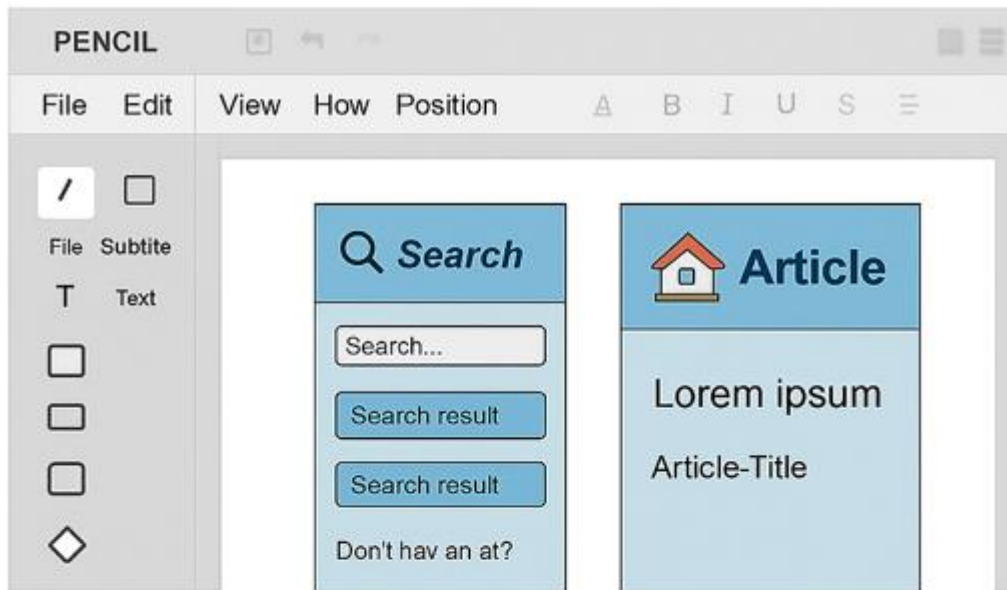 PENCIL
File Edit View How Position A B I U S
File Subtite
T Text
Search
Search...
Search result
Search result
Don't hav an at?
Article
Lorem ipsum
Article-Title